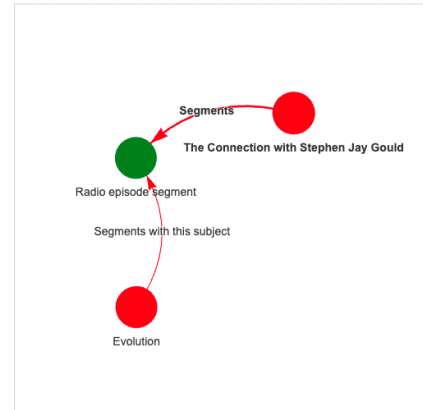 Segments
The Connection with Stephen Jay Gould
Radio episode segment
Segments with this subject
Evolution